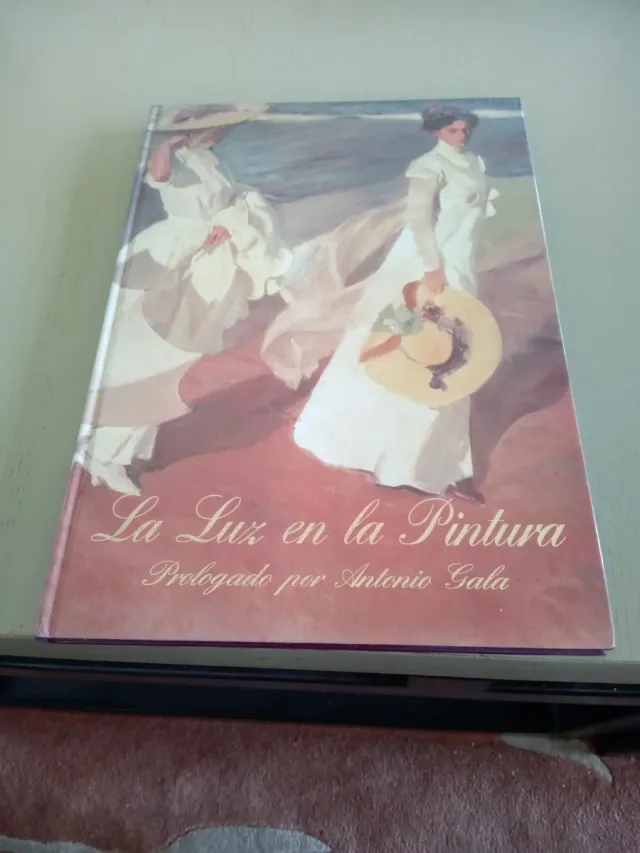 La Luz en la Pintura
Prologado por Antonio Gala